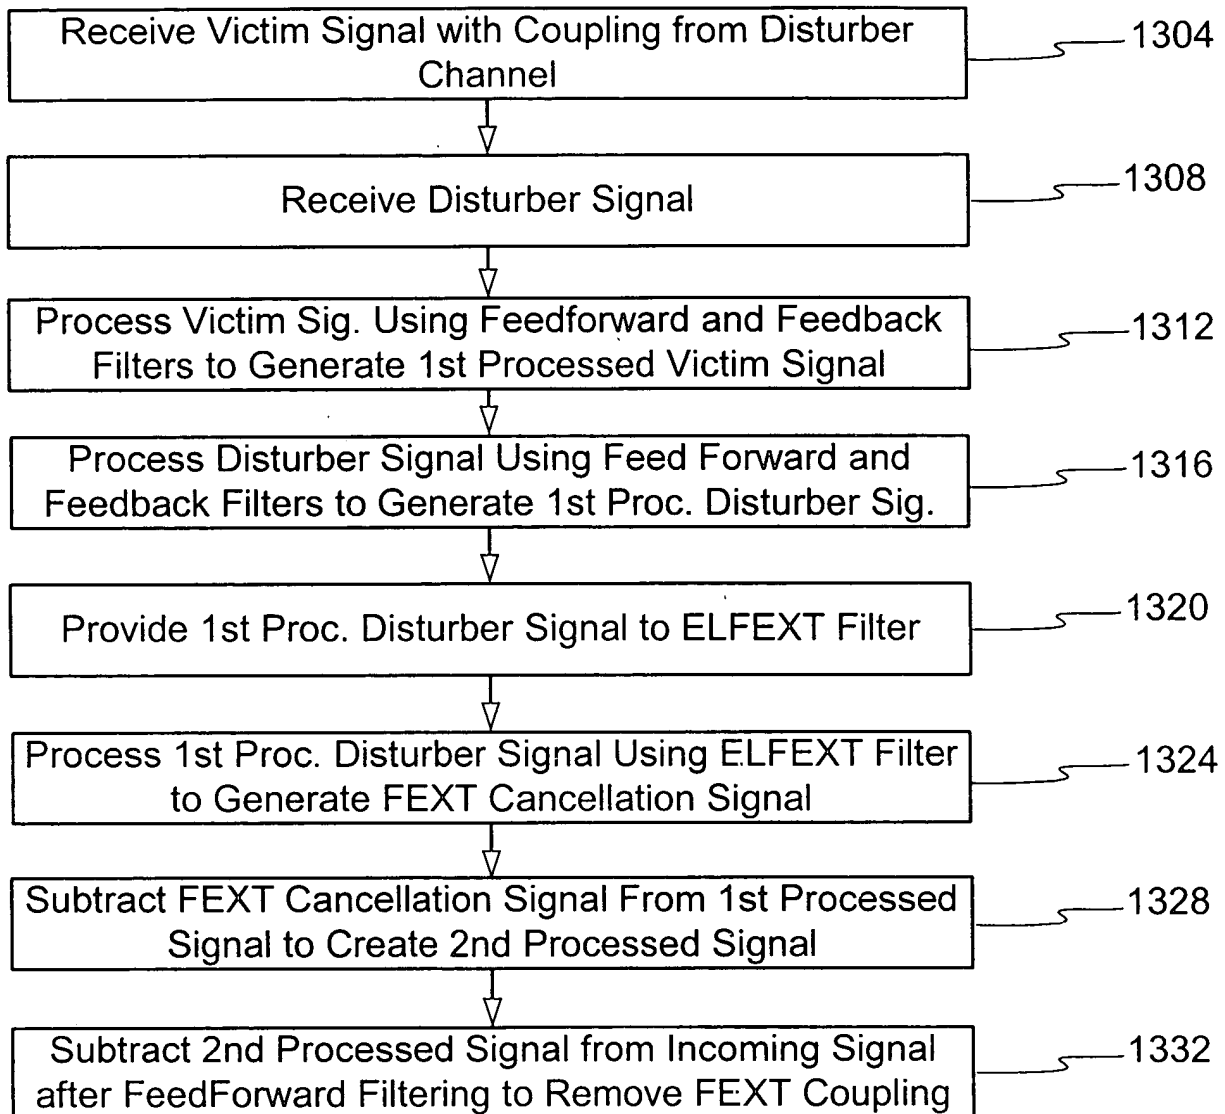 Receive Victim Signal with Coupling from Disturber
Channel
1304
Receive Disturber Signal
1308
Process Victim Sig. Using Feedforward and Feedback
Filters to Generate 1st Processed Victim Signal
1312
Process Disturber Signal Using Feed Forward and
Feedback Filters to Generate 1st Proc. Disturber Sig.
1316
Provide 1st Proc. Disturber Signal to ELFEXT Filter
1320
Process 1st Proc. Disturber Signal Using ELFEXT Filter
to Generate FEXT Cancellation Signal
1324
Subtract FEXT Cancellation Signal From 1st Processed
Signal to Create 2nd Processed Signal
1328
Subtract 2nd Processed Signal from Incoming Signal
after FeedForward Filtering to Remove FEXT Coupling
1332